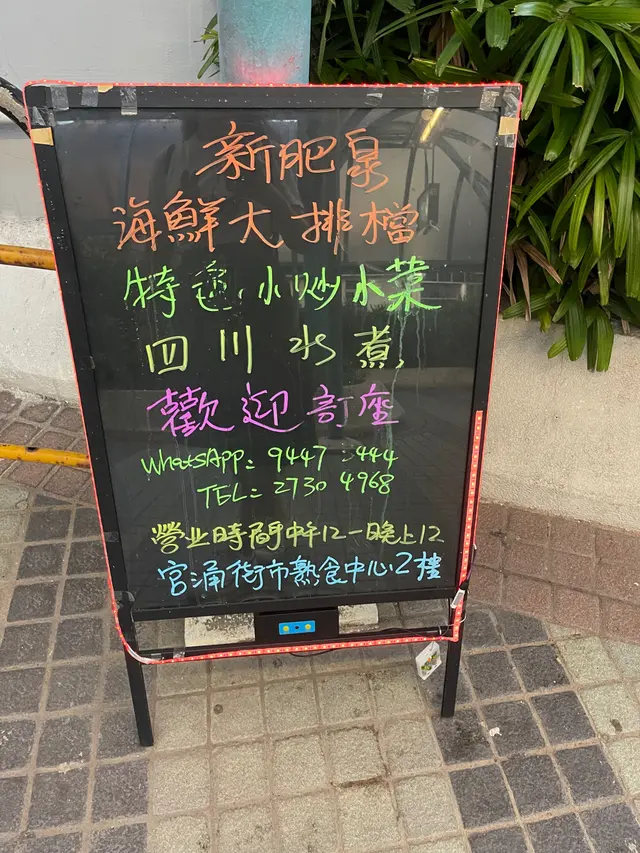 新肥泉
海鮮大排檔
特色小炒小菜
四川水煮
歡迎訂座
WhatsApp: 9447 444
TEL: 2730 4968
營业時間中午12-晚上12
官涌街市熟食中心2樓